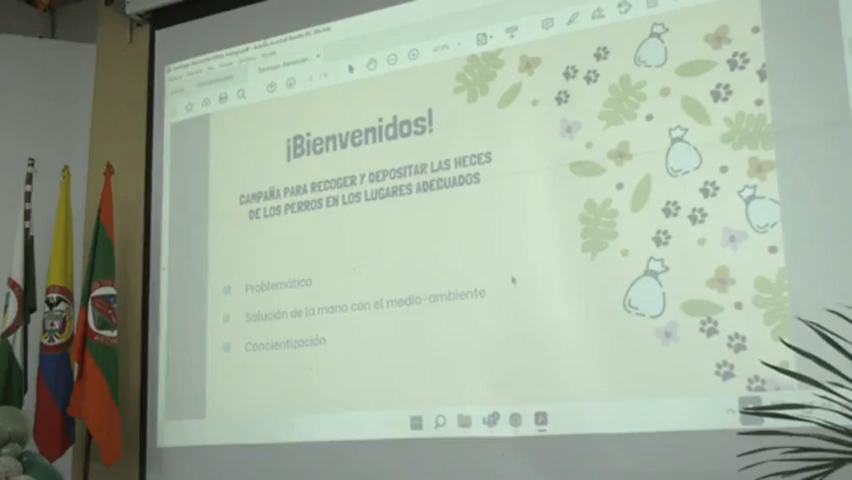 ¡Bienvenidos!
CAMPAÑA PARA RECOGER Y DEPOSITAR LAS HECES
DE LOS PERROS EN LOS LUGARES ADECUADOS
Problemática
Solución de la mano con el medio-ambiente
Concientización